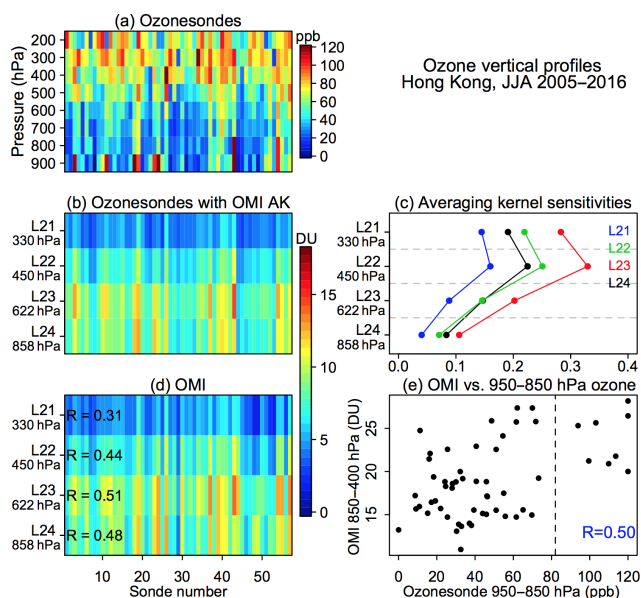 (a) Ozonesondes
ppb
Pressure (hPa)
200
300
400
500
600
700
800
900
120
100
80
60
40
20
0
Ozone vertical profiles
Hong Kong, JJA 2005–2016
(b) Ozonesondes with OMI AK
L21
330 hPa
L22
450 hPa
L23
622 hPa
L24
858 hPa
DU
15
10
5
0
(c) Averaging kernel sensitivities
L21
330 hPa
L22
450 hPa
L23
622 hPa
L24
858 hPa
L21
L22
L23
L24
0.0 0.1 0.2 0.3 0.4
(d) OMI
L21
330 hPa
L22
450 hPa
L23
622 hPa
L24
858 hPa
R = 0.31
R = 0.44
R = 0.51
R = 0.48
10 20 30 40 50
Sonde number
(e) OMI vs. 950–850 hPa ozone
OMI 850–400 hPa (DU)
25
20
15
R=0.50
0 20 40 60 80 100 120
Ozonesonde 950–850 hPa (ppb)